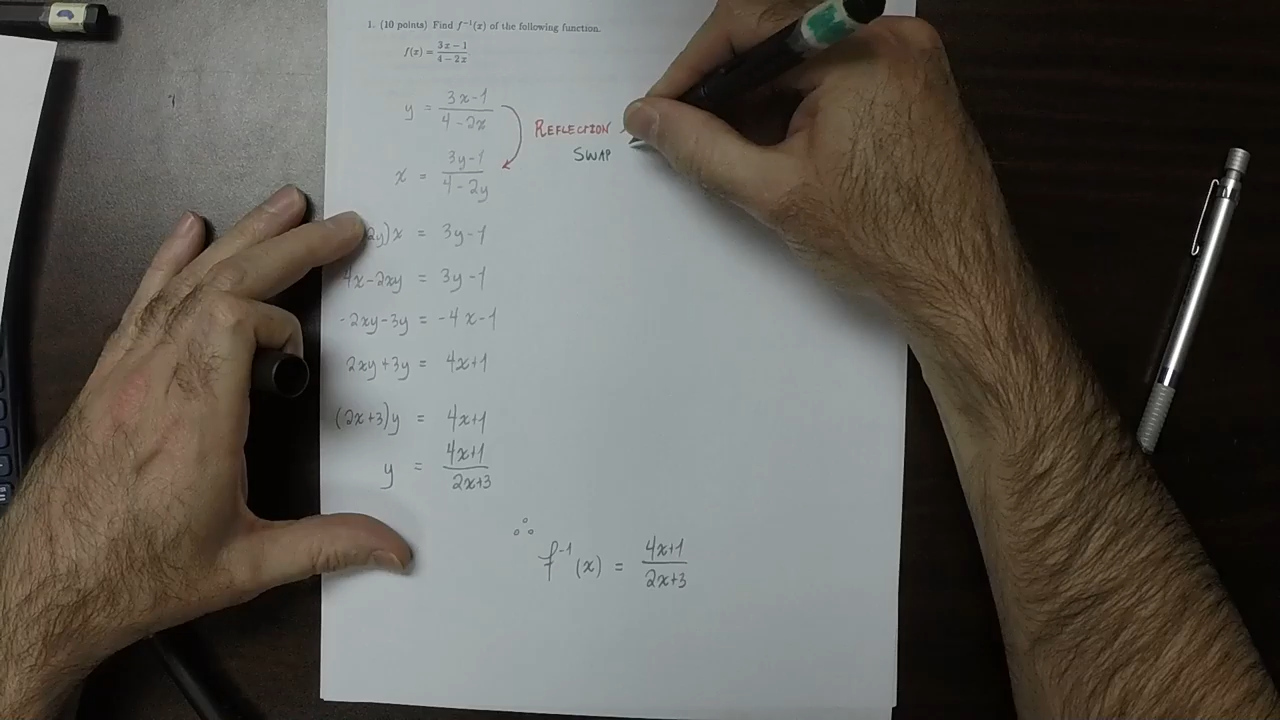 1. (10 points) Find f⁻¹(x) of the following function.
f(x) = (3x − 1)/(4 − 2x)
y = (3x-1)/(4-2x)
REFLECTION
SWAP
x = (3y-1)/(4-2y)
2y)x = 3y-1
4x-2xy = 3y-1
-2xy-3y = -4x-1
2xy+3y = 4x+1
(2x+3)y = 4x+1
y = (4x+1)/(2x+3)
∴ f⁻¹(x) = (4x+1)/(2x+3)